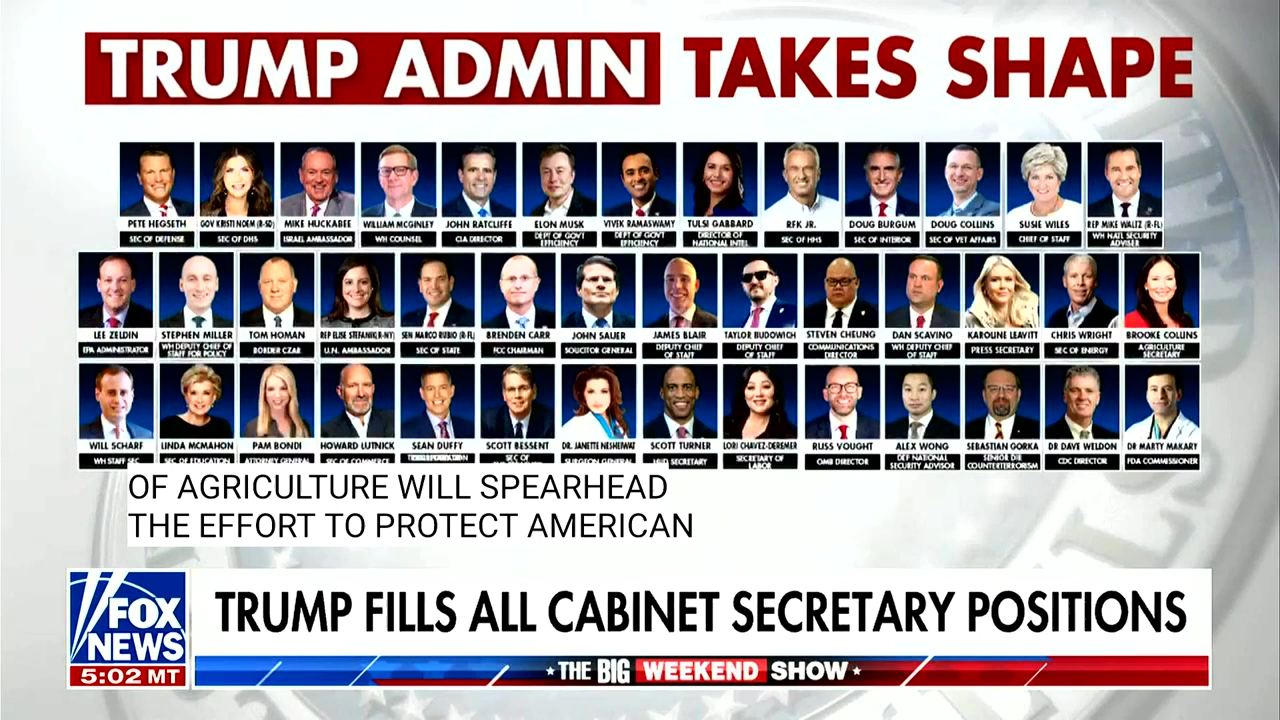 TRUMP ADMIN TAKES SHAPE
PETE HEGSETH
SEC OF DEFENSE
GOV KRISTI NOEM (R-SD)
SEC OF DHS
MIKE HUCKABEE
ISRAEL AMBASSADOR
WILLIAM MCGINLEY
WH COUNSEL
JOHN RATCLIFFE
CIA DIRECTOR
ELON MUSK
DEPT OF GOV'T
EFFICIENCY
VIVEK RAMASWAMY
DEPT OF GOV'T
EFFICIENCY
TULSI GABBARD
DIRECTOR OF
NATIONAL INTEL
RFK JR.
SEC OF HHS
DOUG BURGUM
SEC OF INTERIOR
DOUG COLLINS
SEC OF VET AFFAIRS
SUSIE WILES
CHIEF OF STAFF
REP MIKE WALTZ (R-FL)
WH NAT'L SECURITY
ADVISER
LEE ZELDIN
EPA ADMINISTRATOR
STEPHEN MILLER
WH DEPUTY CHIEF OF
STAFF FOR POLICY
TOM HOMAN
BORDER CZAR
REP ELISE STEFANIK (R-NY)
U.N. AMBASSADOR
SEN MARCO RUBIO (R-FL)
SEC OF STATE
BRENDEN CARR
FCC CHAIRMAN
JOHN SAUER
SOLICITOR GENERAL
JAMES BLAIR
DEPUTY CHIEF
OF STAFF
TAYLOR BUDOWICH
DEPUTY CHIEF
OF STAFF
STEVEN CHEUNG
COMMUNICATIONS
DIRECTOR
DAN SCAVINO
WH DEPUTY CHIEF
OF STAFF
KAROLINE LEAVITT
PRESS SECRETARY
CHRIS WRIGHT
SEC OF ENERGY
BROOKE COLLINS
AGRICULTURE
SECRETARY
WILL SCHARF
WH STAFF SEC
LINDA MCMAHON
SEC OF EDUCATION
PAM BONDI
ATTORNEY GENERAL
HOWARD LUTNICK
SEC OF COMMERCE
SEAN DUFFY
SCOTT BESSENT
SEC OF
DR. JANETTE NESHEIWAT
SURGEON GENERAL
SCOTT TURNER
HUD SECRETARY
LORI CHAVEZ-DEREMER
SECRETARY OF
LABOR
RUSS VOUGHT
OMB DIRECTOR
ALEX WONG
DEP NATIONAL
SECURITY ADVISOR
SEBASTIAN GORKA
SENIOR DIR
COUNTERTERRORISM
DR DAVE WELDON
CDC DIRECTOR
DR MARTY MAKARY
FDA COMMISSIONER
OF AGRICULTURE WILL SPEARHEAD
THE EFFORT TO PROTECT AMERICAN
FOX
NEWS
5:02 MT
TRUMP FILLS ALL CABINET SECRETARY POSITIONS
THE BIG WEEKEND SHOW